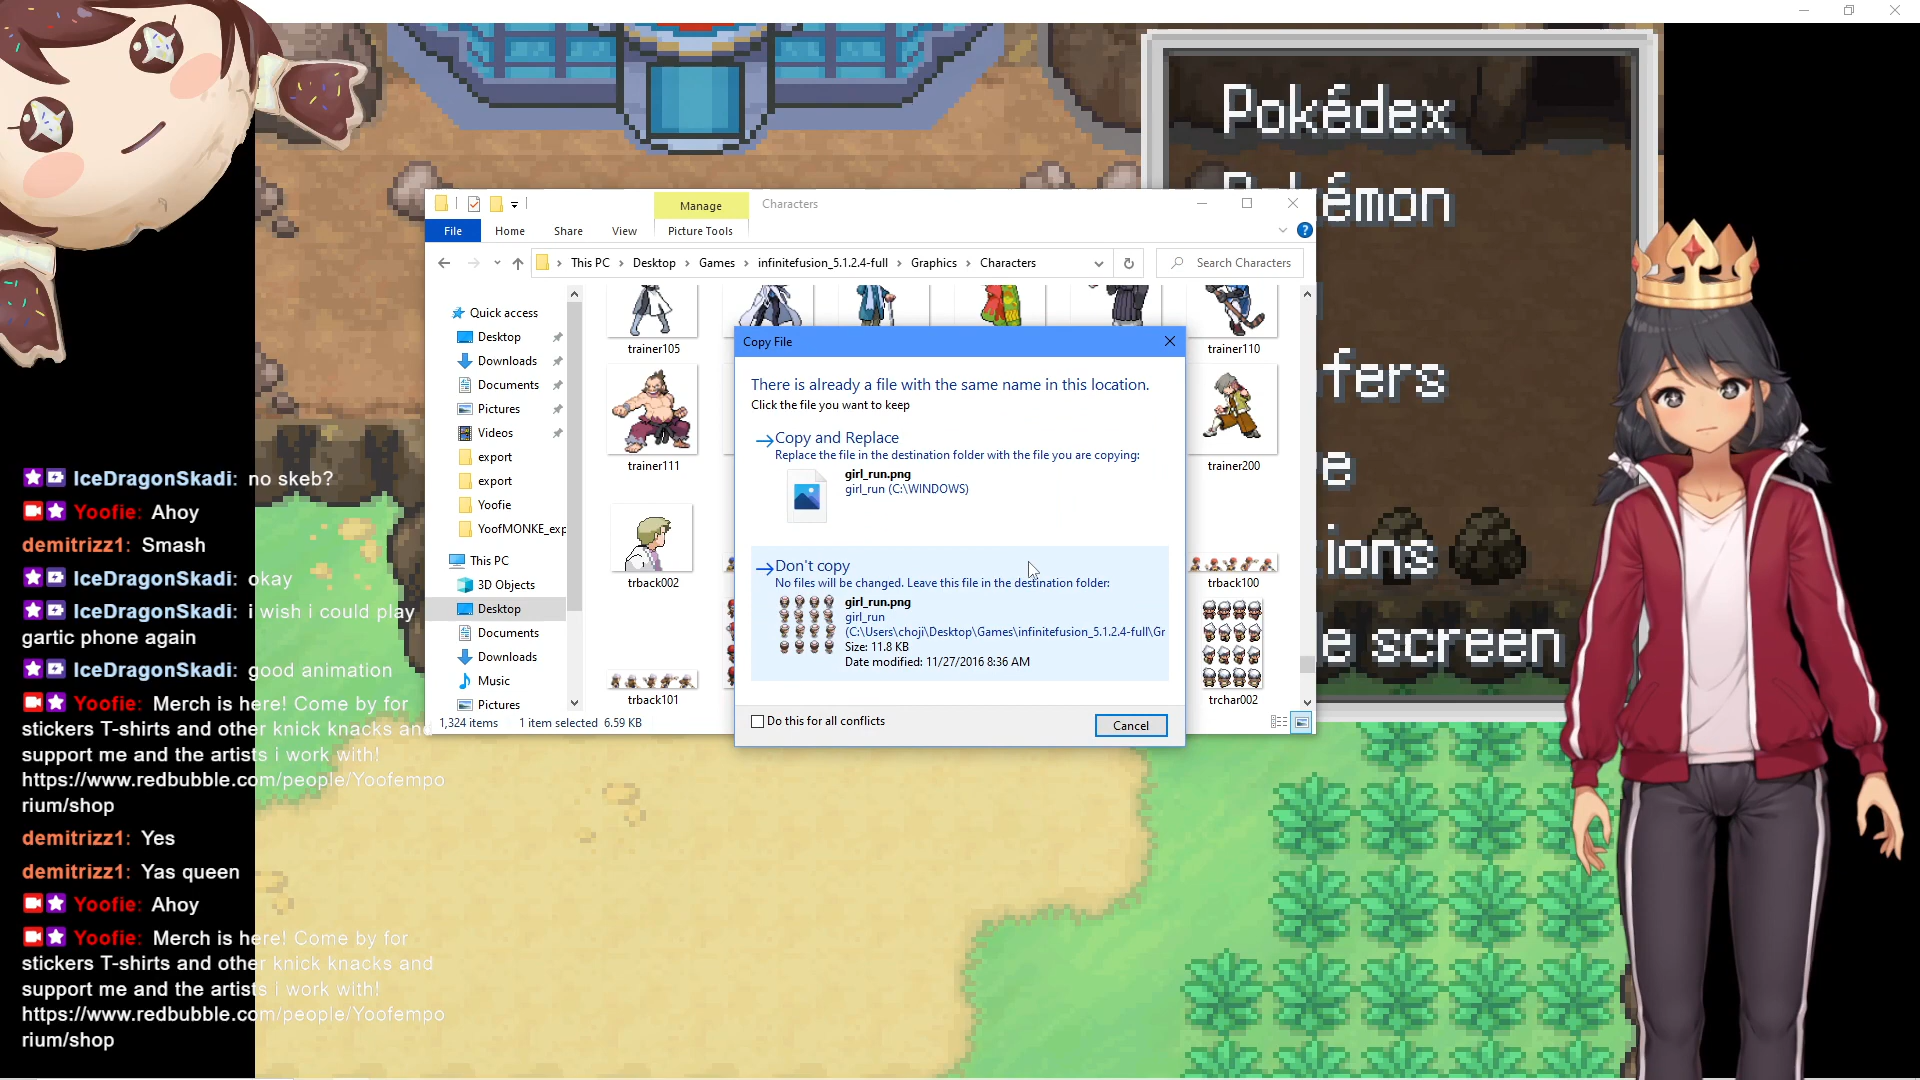 Pokédex
Pokémon
fers
e
ions
e screen
Manage
Characters
File
Home
Share
View
Picture Tools
This PC
Desktop
Games
infinitefusion_5.1.2.4-full
Graphics
Characters
Search Characters
Quick access
Desktop
Downloads
Documents
Pictures
Videos
export
export
Yoofie
YoofMONKE_exp
This PC
3D Objects
Desktop
Documents
Downloads
Music
Pictures
1,324 items
1 item selected 6.59 KB
trainer105
trainer110
trainer111
trainer200
trback002
trback100
trback101
trchar002
Copy File
There is already a file with the same name in this location.
Click the file you want to keep
Copy and Replace
Replace the file in the destination folder with the file you are copying:
girl_run.png
girl_run (C:\WINDOWS)
Don't copy
No files will be changed. Leave this file in the destination folder:
girl_run.png
girl_run
(C:\Users\choji\Desktop\Games\infinitefusion_5.1.2.4-full\Gr
Size: 11.8 KB
Date modified: 11/27/2016 8:36 AM
Do this for all conflicts
Cancel
IceDragonSkadi: no skeb?
Yoofie: Ahoy
demitrizz1: Smash
IceDragonSkadi: okay
IceDragonSkadi: i wish i could play
gartic phone again
IceDragonSkadi: good animation
Yoofie: Merch is here! Come by for
stickers T-shirts and other knick knacks and
support me and the artists i work with!
https://www.redbubble.com/people/Yoofempo
rium/shop
demitrizz1: Yes
demitrizz1: Yas queen
Yoofie: Ahoy
Yoofie: Merch is here! Come by for
stickers T-shirts and other knick knacks and
support me and the artists i work with!
https://www.redbubble.com/people/Yoofempo
rium/shop